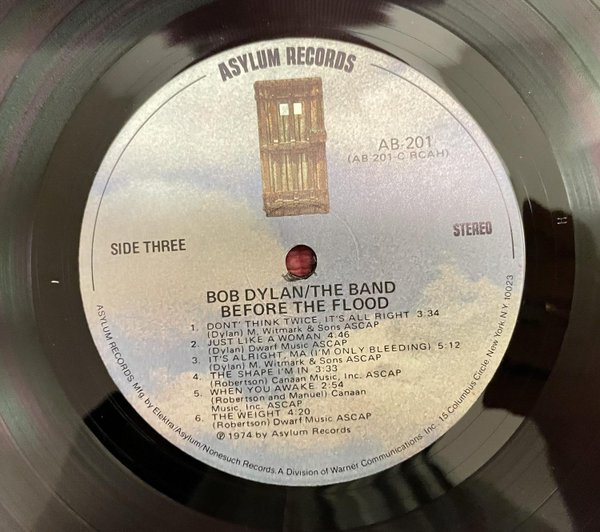 ASYLUM RECORDS
AB-201
(AB 201-C RCAH)
SIDE THREE
STEREO
BOB DYLAN/THE BAND
BEFORE THE FLOOD
1. DONT' THINK TWICE, IT'S ALL RIGHT 3:34
(Dylan) M. Witmark & Sons ASCAP
2. JUST LIKE A WOMAN 4:46
(Dylan) Dwarf Music ASCAP
3. IT'S ALRIGHT, MA (I'M ONLY BLEEDING) 5:12
(Dylan) M. Witmark & Sons ASCAP
4. THE SHAPE I'M IN 3:33
(Robertson) Canaan Music, Inc. ASCAP
5. WHEN YOU AWAKE 2:54
(Robertson and Manuel) Canaan
Music, Inc. ASCAP
6. THE WEIGHT 4:20
(Robertson) Dwarf Music ASCAP
℗ 1974 by Asylum Records
ASYLUM RECORDS Mfg. by Elektra/Asylum/Nonesuch Records, A Division of Warner Communications, Inc. 15 Columbus Circle, New York, N.Y. 10023
H